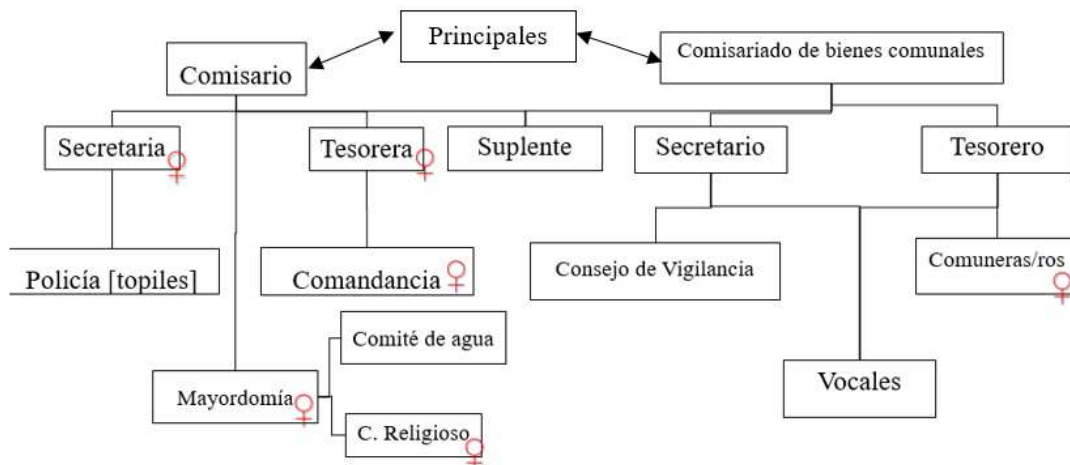 Principales
Comisario
Comisariado de bienes comunales
Secretaria
Tesorera
Suplente
Secretario
Tesorero
Policía [topiles]
Comandancia
Consejo de Vigilancia
Comuneras/ros
Comité de agua
Mayordomía
Vocales
C. Religioso